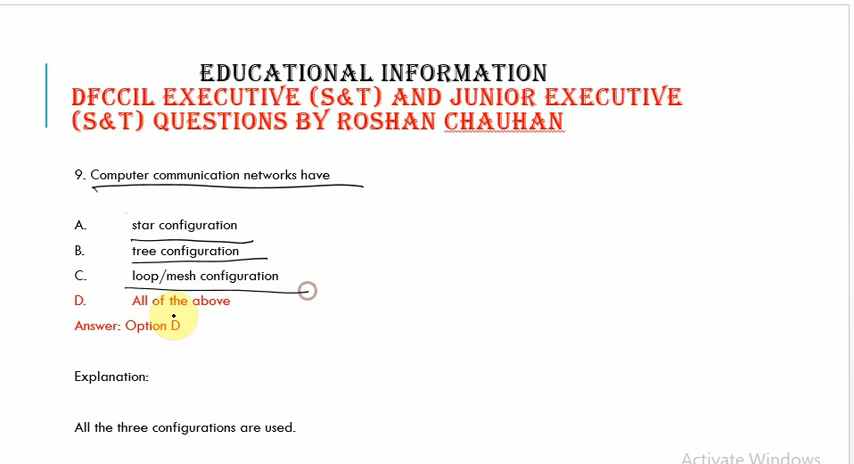 EDUCATIONAL INFORMATION
DFCCIL EXECUTIVE (S&T) AND JUNIOR EXECUTIVE
(S&T) QUESTIONS BY ROSHAN CHAUHAN
9. Computer communication networks have
A. star configuration
B. tree configuration
C. loop/mesh configuration
D. All of the above
Answer: Option D
Explanation:
All the three configurations are used.
Activate Windows